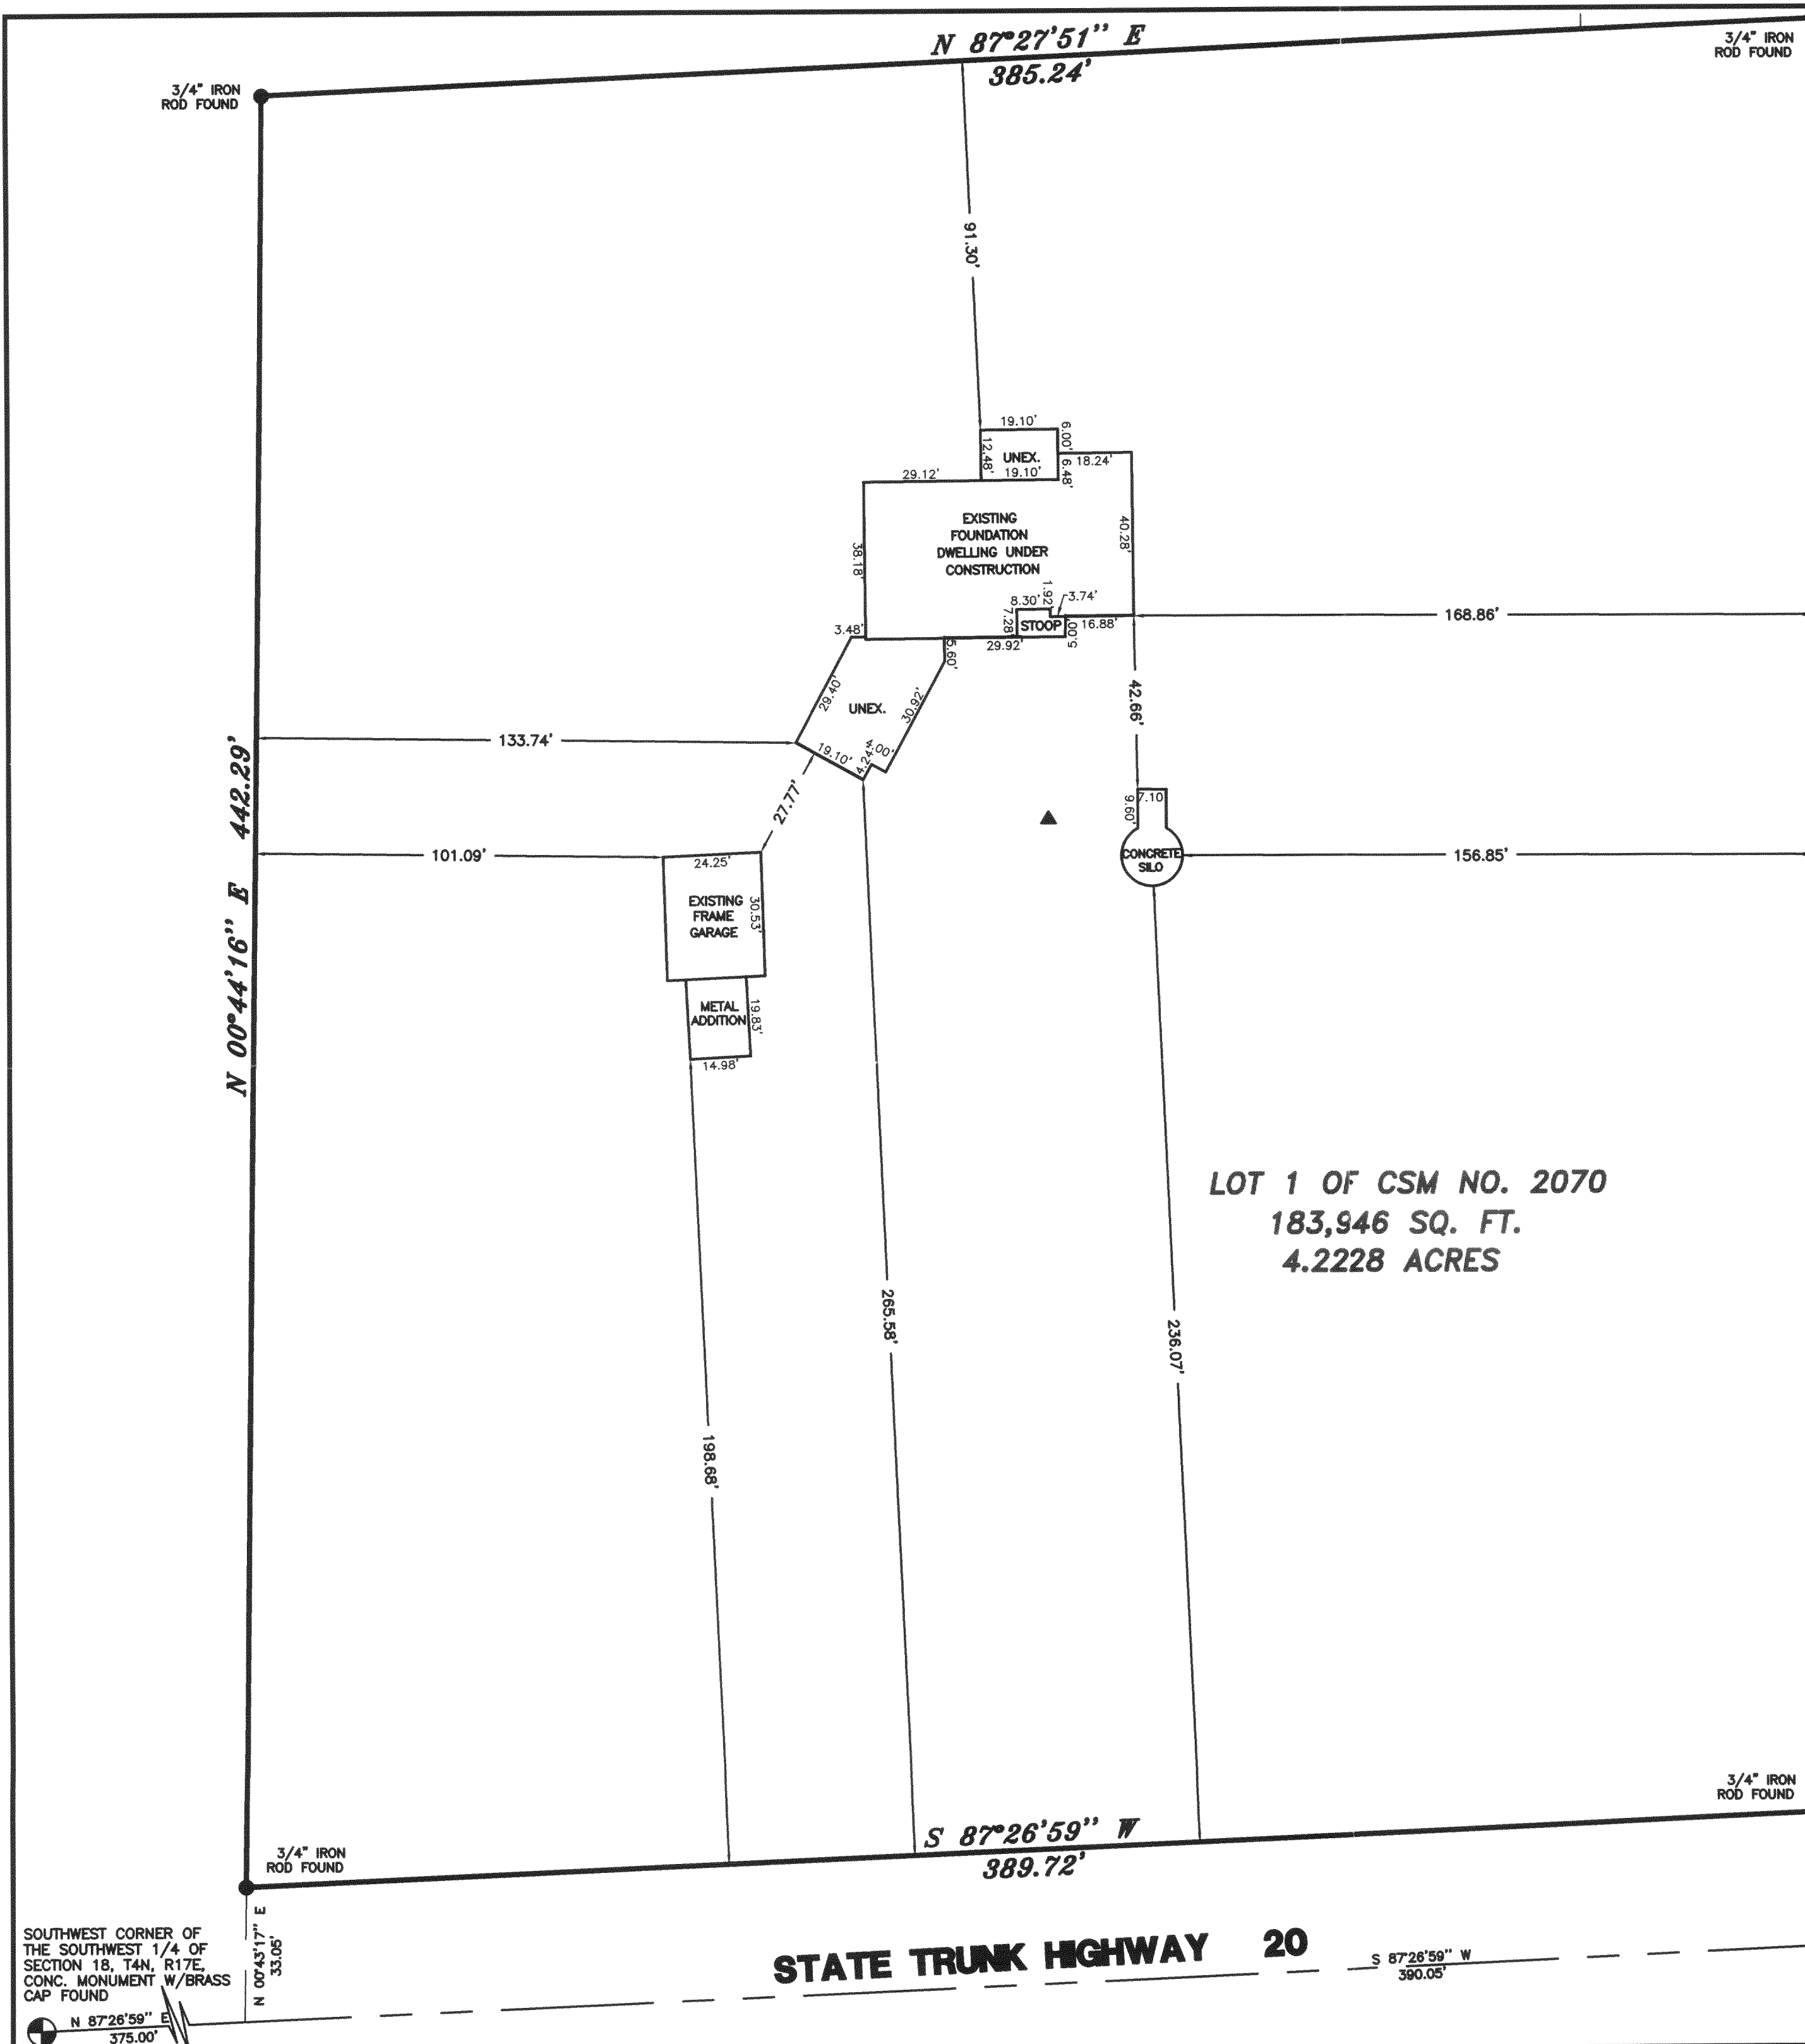 N 87°27'51" E
385.24'
3/4" IRON
ROD FOUND
3/4" IRON
ROD FOUND
91.30'
19.10'
6.00'
12.48'
UNEX.
19.10'
6.48'
18.24'
29.12'
EXISTING
FOUNDATION
DWELLING UNDER
CONSTRUCTION
40.28'
38.18'
1.92'
8.30'
3.74'
7.28'
STOOP
16.88'
5.00'
168.86'
3.48'
29.92'
5.60'
29.40'
UNEX.
30.92'
42.66'
133.74'
19.10'
4.24'
4.00'
27.77'
9.60'
7.10
N 00°44'16" E 442.29'
101.09'
24.25'
CONCRETE
SILO
156.85'
EXISTING
FRAME
GARAGE
30.53'
METAL
ADDITION
19.83'
14.98'
LOT 1 OF CSM NO. 2070
183,946 SQ. FT.
4.2228 ACRES
265.58'
236.07'
198.68'
3/4" IRON
ROD FOUND
S 87°26'59" W
389.72'
3/4" IRON
ROD FOUND
SOUTHWEST CORNER OF
THE SOUTHWEST 1/4 OF
SECTION 18, T4N, R17E,
CONC. MONUMENT W/BRASS
CAP FOUND
N 00°43'17" E
33.05'
STATE TRUNK HIGHWAY 20
S 87°26'59" W
390.05'
N 87°26'59" E
375.00'